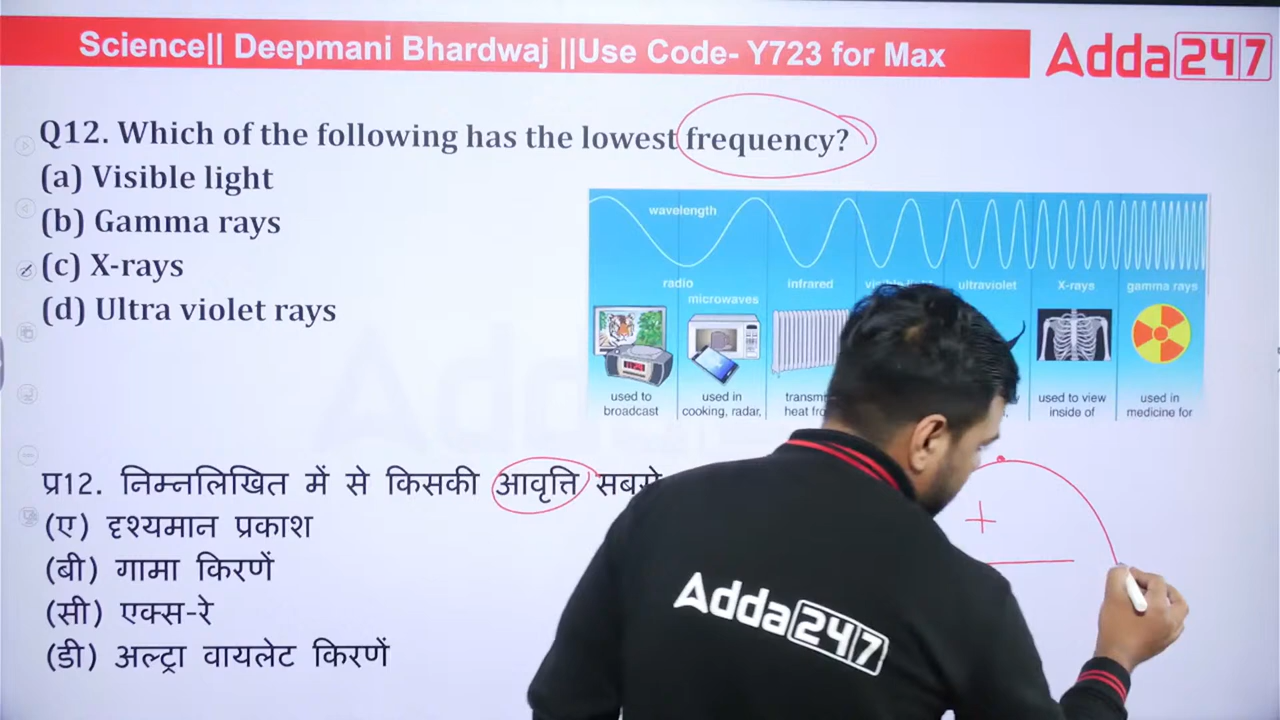 Science|| Deepmani Bhardwaj ||Use Code- Y723 for Max
Adda247
Q12. Which of the following has the lowest frequency?
(a) Visible light
(b) Gamma rays
(c) X-rays
(d) Ultra violet rays
wavelength
radio
microwaves
infrared
ultraviolet
X-rays
gamma rays
used to
broadcast
used in
cooking, radar,
used to view
inside of
used in
medicine for
प्र12. निम्नलिखित में से किसकी आवृत्ति सबसे
(ए) दृश्यमान प्रकाश
(बी) गामा किरणें
(सी) एक्स-रे
(डी) अल्ट्रा वायलेट किरणें
+
Adda247